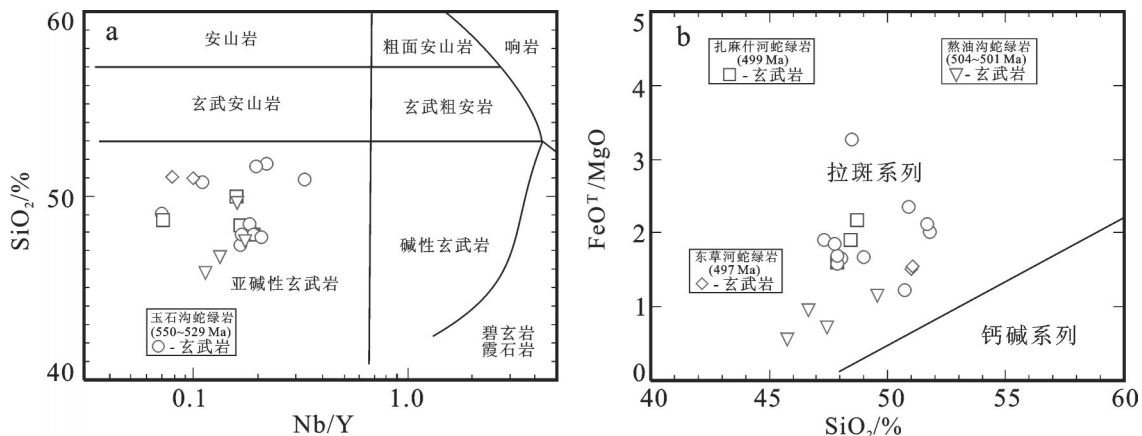 a
60
50
40
SiO₂/%
安山岩
粗面安山岩
响岩
玄武安山岩
玄武粗安岩
碱性玄武岩
亚碱性玄武岩
碧玄岩
霞石岩
玉石沟蛇绿岩
(550~529 Ma)
- 玄武岩
0.1
1.0
Nb/Y
b
5
4
3
2
1
0
FeOᵀ/MgO
扎麻什河蛇绿岩
(499 Ma)
- 玄武岩
熬油沟蛇绿岩
(504~501 Ma)
- 玄武岩
拉斑系列
东草河蛇绿岩
(497 Ma)
- 玄武岩
钙碱系列
40
45
50
55
60
SiO₂/%